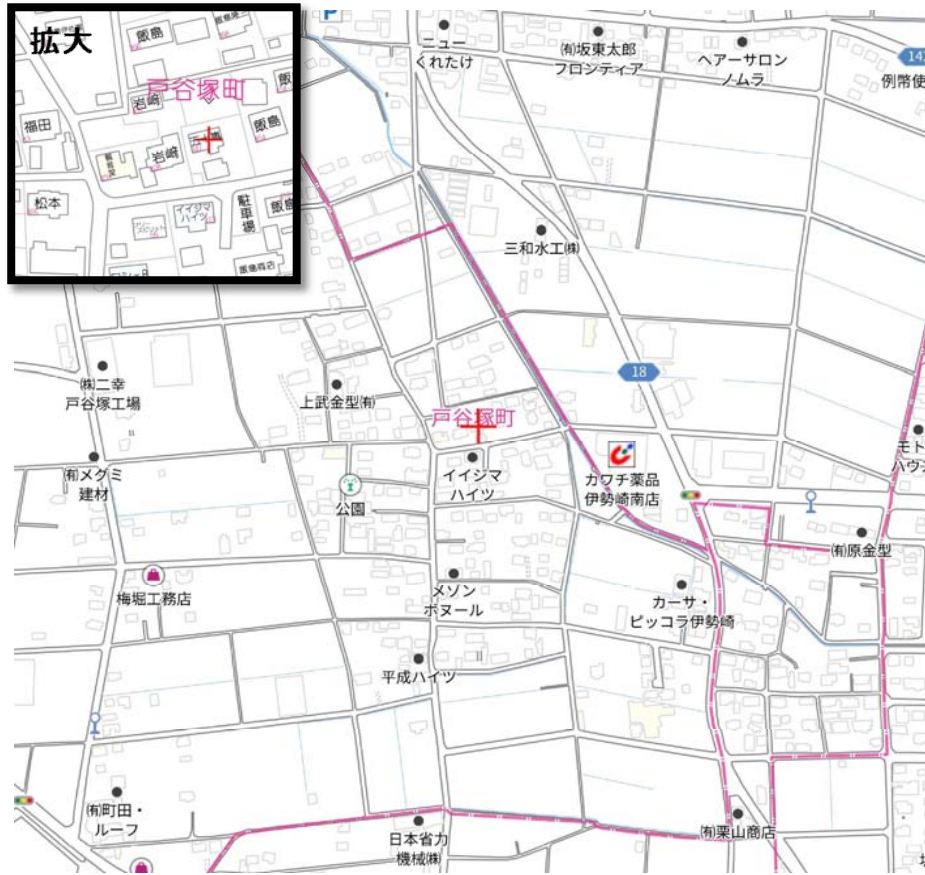 拡大
飯島
戸谷塚町
岩﨑
飯
福田
岩﨑
飯島
松本
イイジマ
ハイツ
駐車場
飯島
飯島商店
P
ニュー
くれたけ
㈲坂東太郎
フロンティア
ヘアーサロン
ノムラ
142
例幣使
三和水工㈱
18
㈱二幸
戸谷塚工場
上武金型㈲
戸谷塚町
㈲メグミ
建材
公園
イイジマ
ハイツ
カワチ薬品
伊勢崎南店
モト
ハウス
㈲原金型
梅堀工務店
メゾン
ボヌール
カーサ・
ピッコラ伊勢崎
平成ハイツ
㈲町田・
ルーフ
日本省力
機械㈱
㈲栗山商店